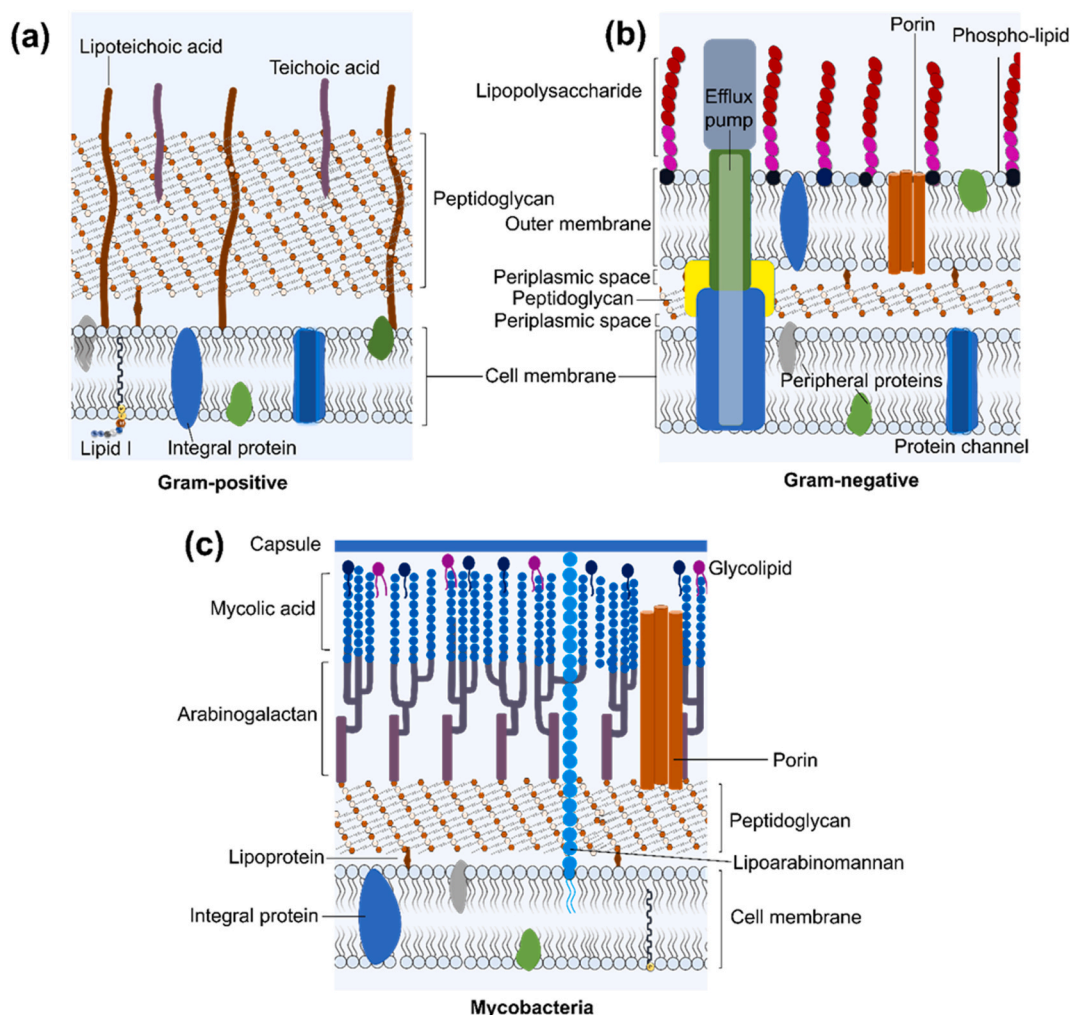 (a)
Lipoteichoic acid
Teichoic acid
Peptidoglycan
Cell membrane
Lipid I
Integral protein
Gram-positive
(b)
Porin
Phospho-lipid
Lipopolysaccharide
Efflux
pump
Outer membrane
Periplasmic space
Peptidoglycan
Periplasmic space
Peripheral proteins
Protein channel
Gram-negative
(c)
Capsule
Glycolipid
Mycolic acid
Arabinogalactan
Porin
Peptidoglycan
Lipoprotein
Lipoarabinomannan
Integral protein
Cell membrane
Mycobacteria